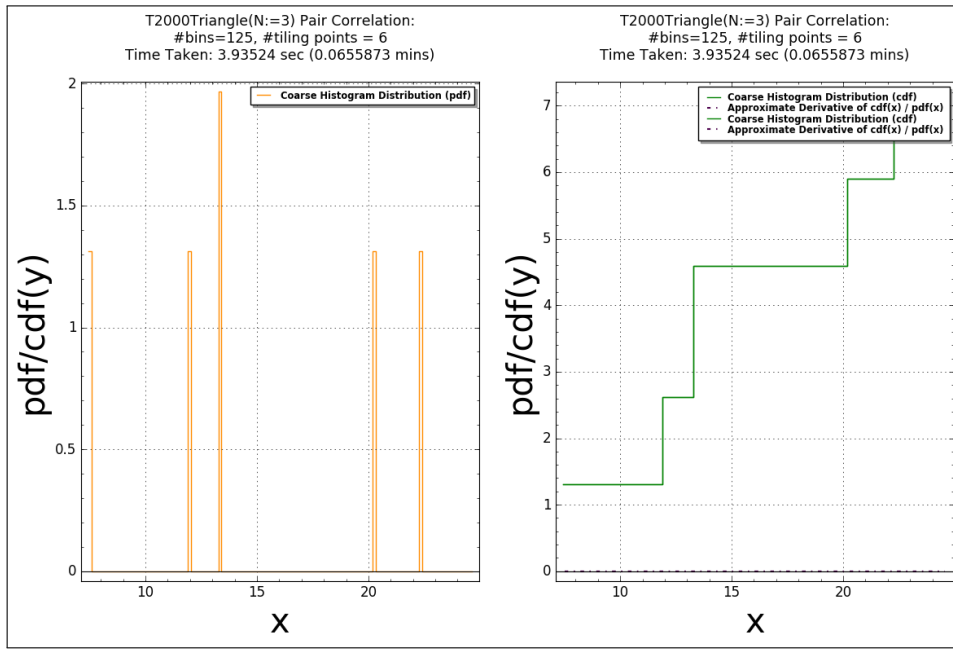 T2000Triangle(N:=3) Pair Correlation:
#bins=125, #tiling points = 6
Time Taken: 3.93524 sec (0.0655873 mins)
Coarse Histogram Distribution (pdf)
pdf/cdf(y)
2
1.5
1
0.5
0
10
20
x
T2000Triangle(N:=3) Pair Correlation:
#bins=125, #tiling points = 6
Time Taken: 3.93524 sec (0.0655873 mins)
Coarse Histogram Distribution (cdf)
Approximate Derivative of cdf(x) / pdf(x)
Coarse Histogram Distribution (cdf)
Approximate Derivative of cdf(x) / pdf(x)
pdf/cdf(y)
7
6
5
4
3
2
1
0
10
20
x